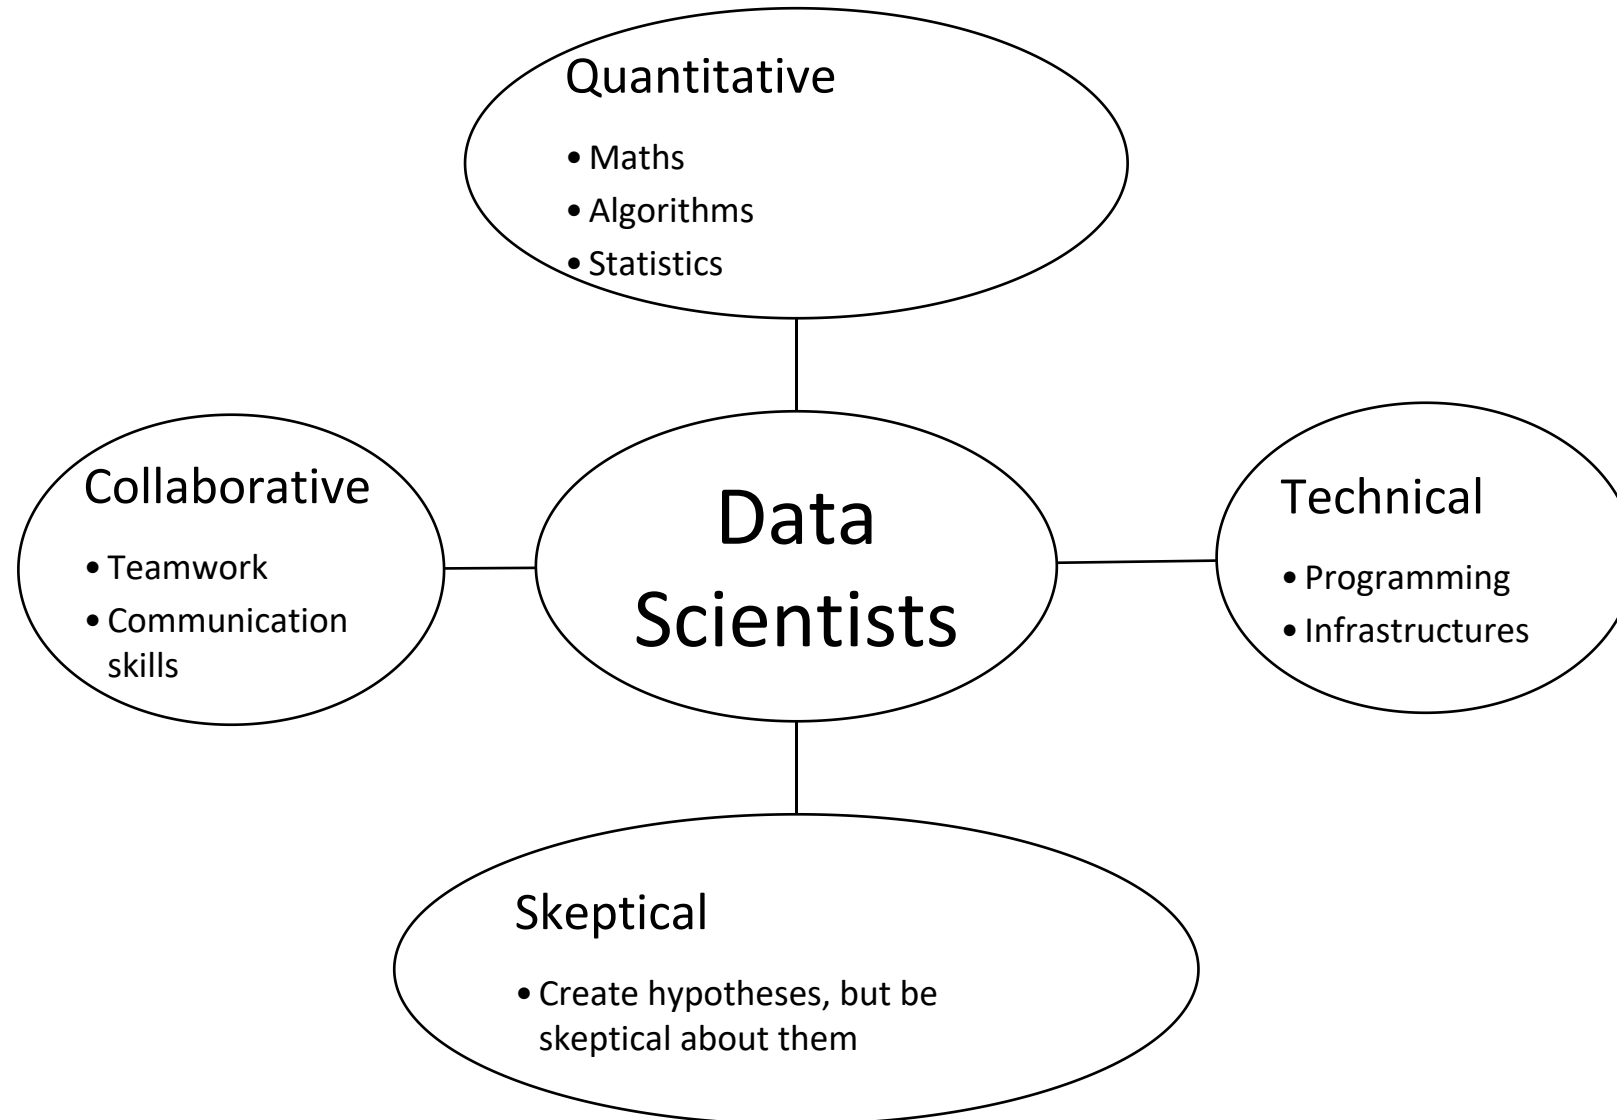 Quantitative
• Maths
• Algorithms
• Statistics
Collaborative
• Teamwork
• Communication
skills
Data
Scientists
Technical
• Programming
• Infrastructures
Skeptical
• Create hypotheses, but be
skeptical about them